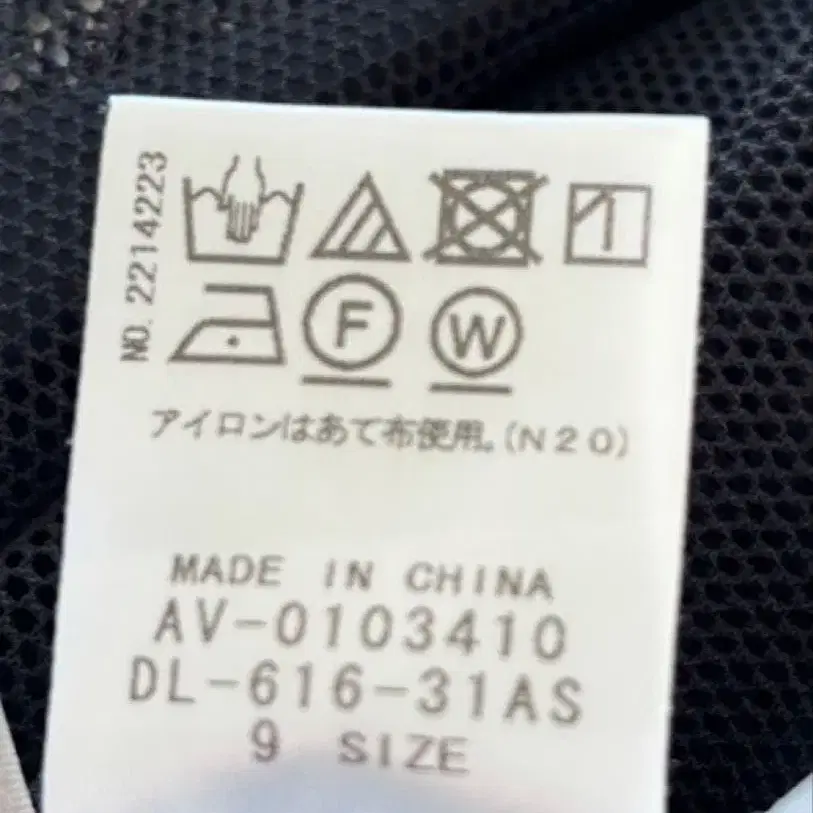 NO. 2214223
F
W
アイロンはあて布使用。(N20)
MADE IN CHINA
AV-0103410
DL-616-31AS
9 SIZE